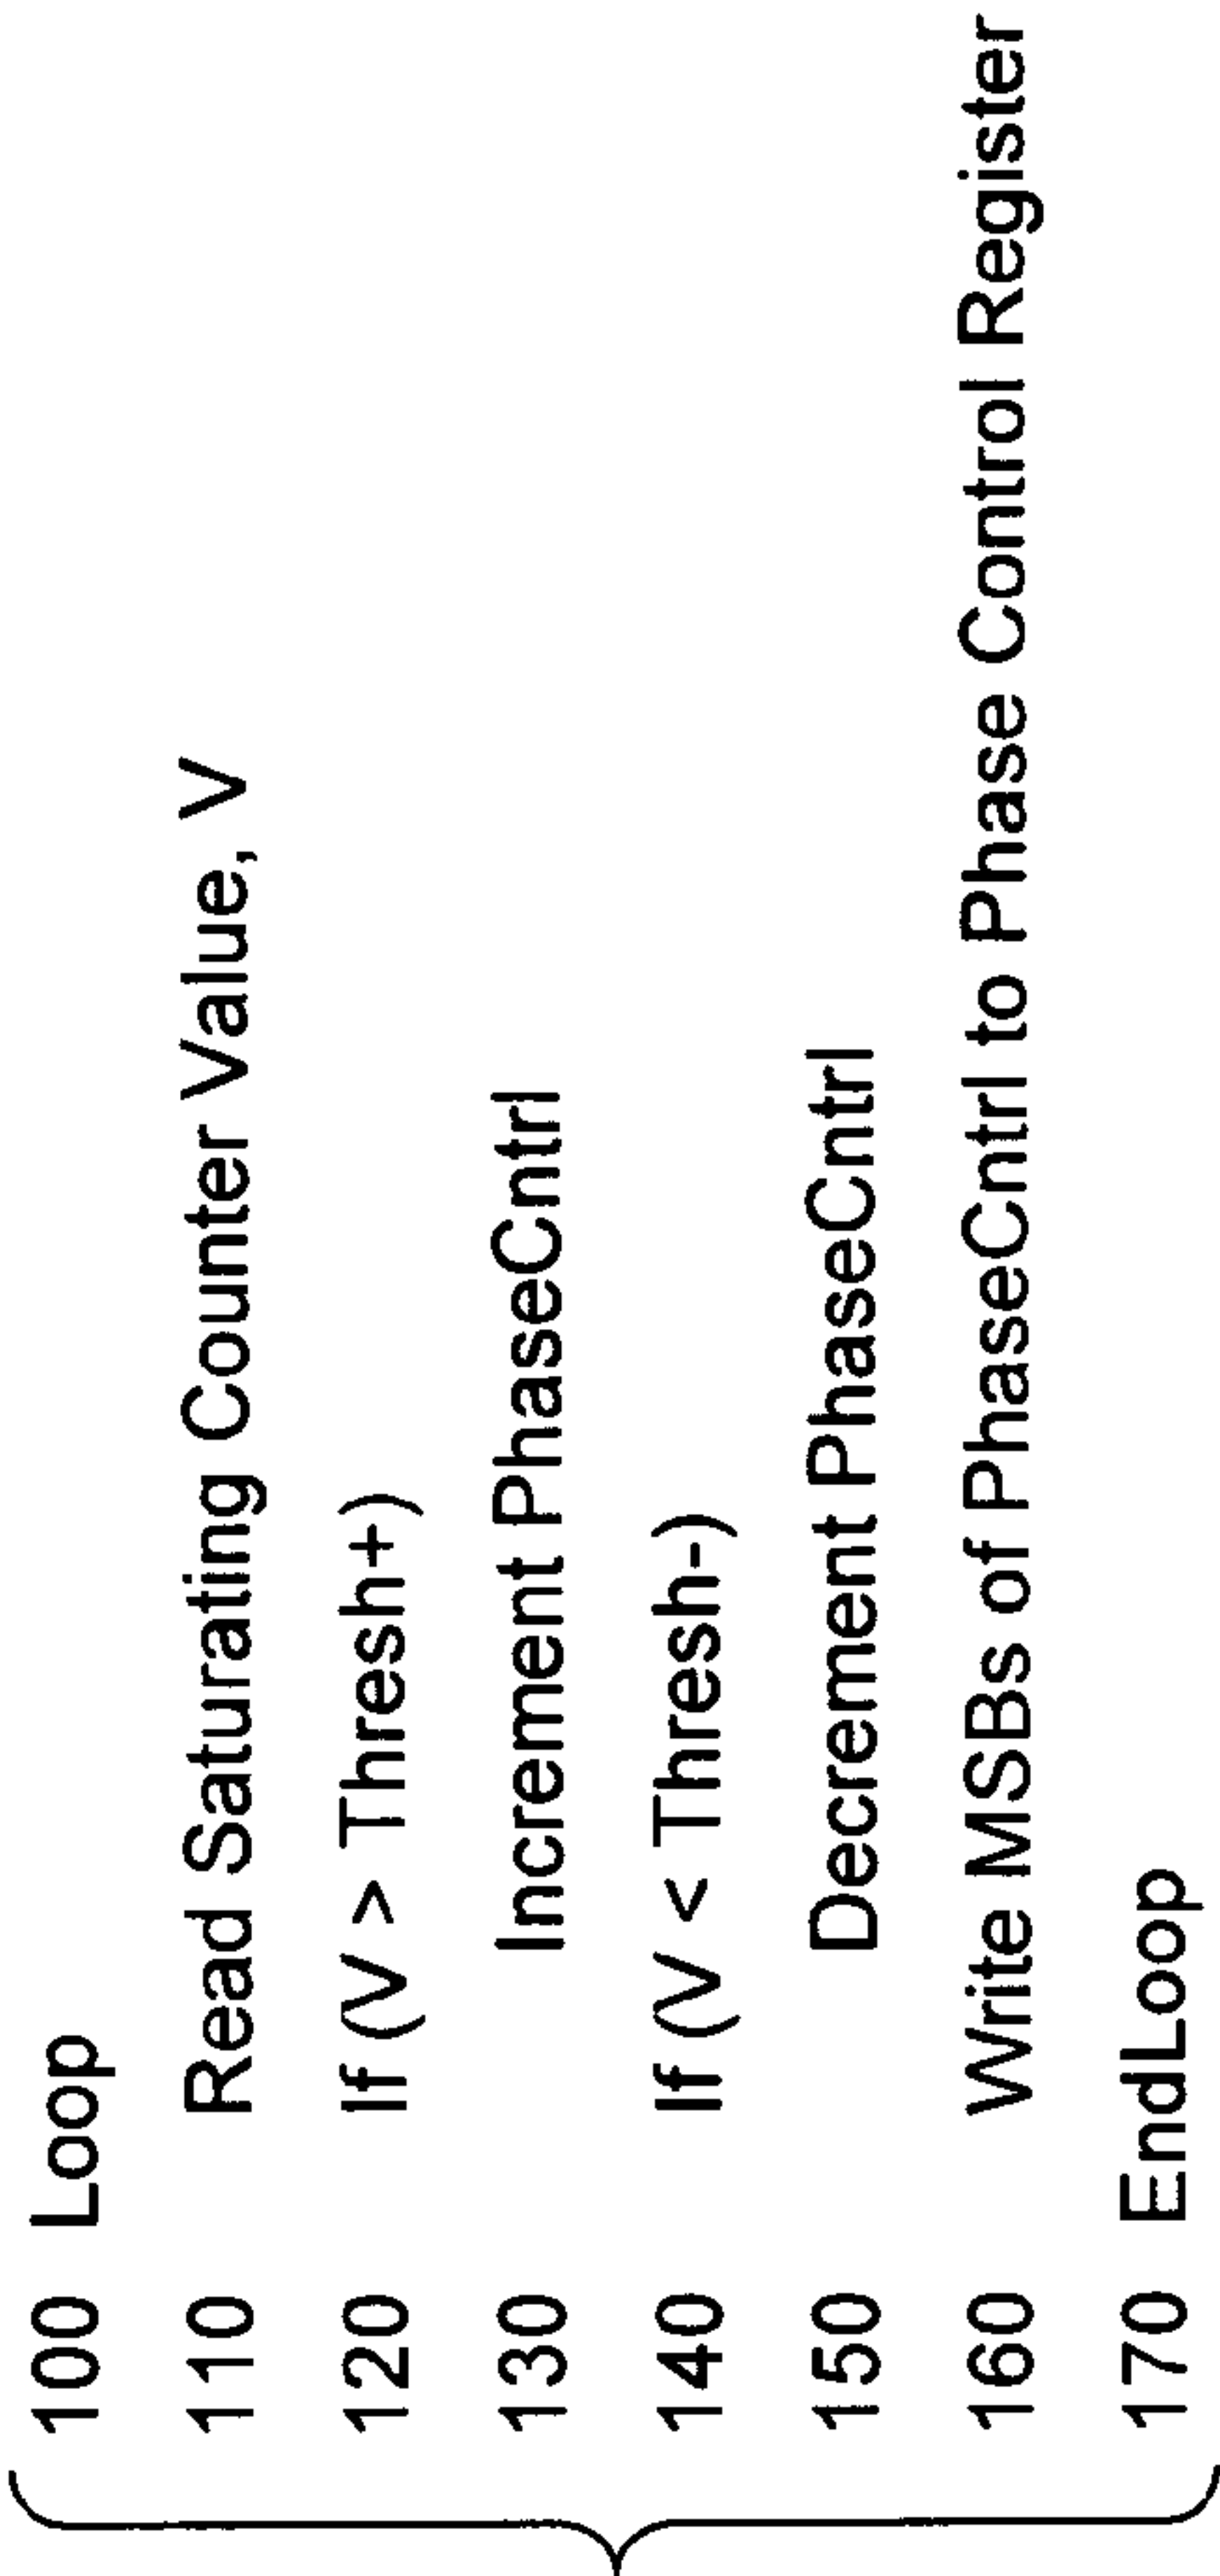 100 Loop
110 Read Saturating Counter Value, V
120 If (V > Thresh+)
130 Increment PhaseCntrl
140 If (V < Thresh-)
150 Decrement PhaseCntrl
160 Write MSBs of PhaseCntrl to Phase Control Register
170 EndLoop